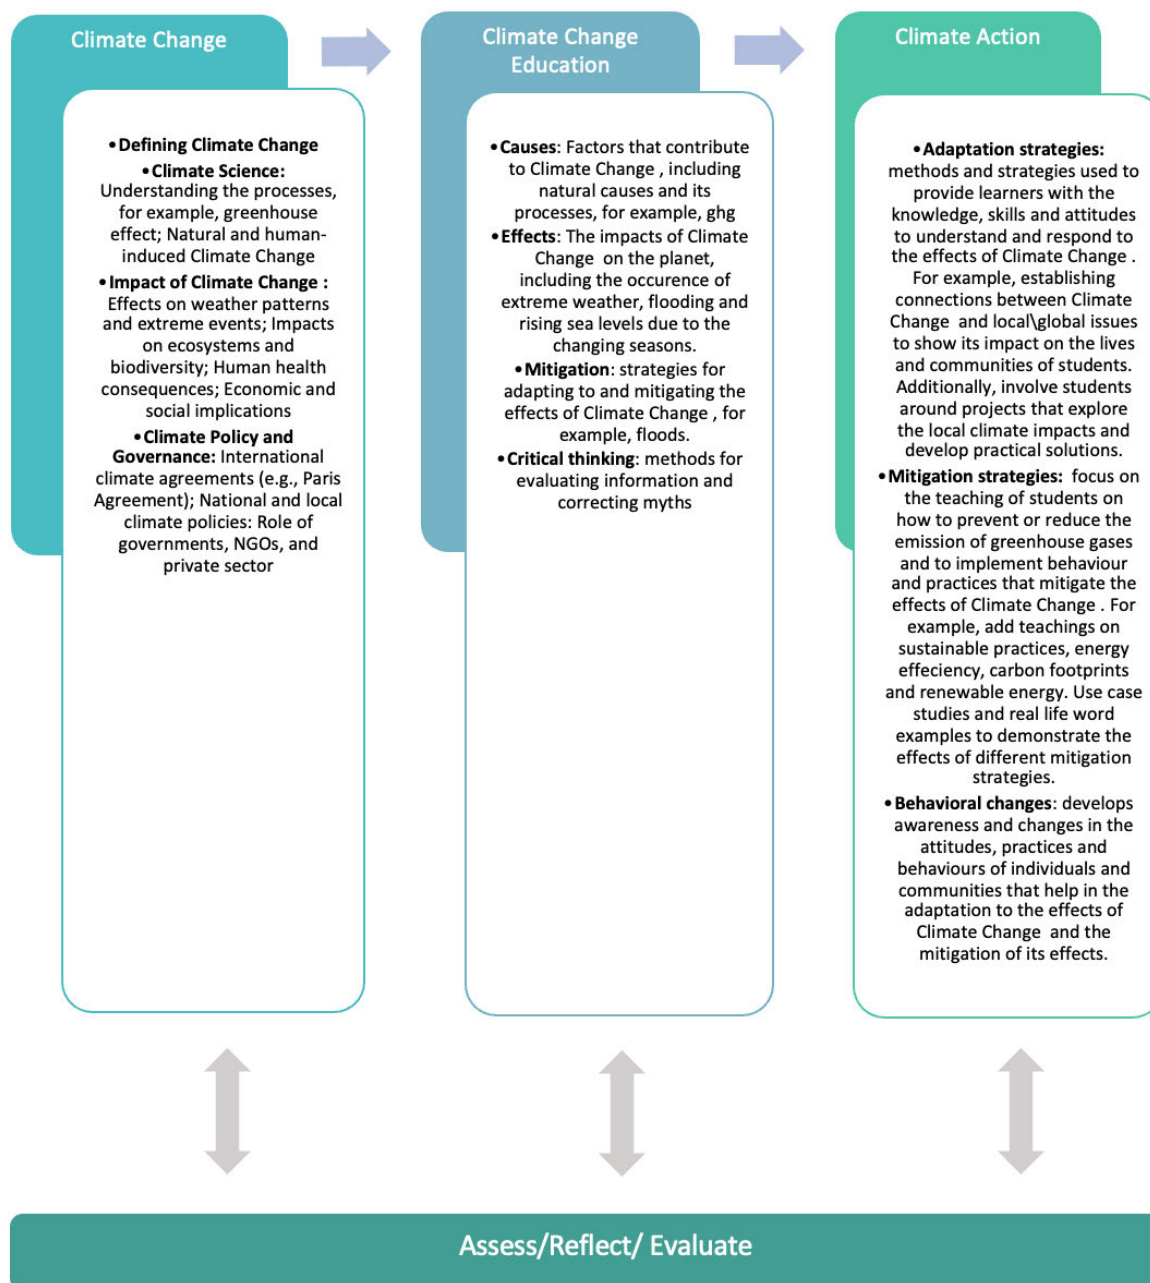 Climate Change
•Defining Climate Change
•Climate Science:
Understanding the processes,
for example, greenhouse
effect; Natural and human-
induced Climate Change
•Impact of Climate Change :
Effects on weather patterns
and extreme events; Impacts
on ecosystems and
biodiversity; Human health
consequences; Economic and
social implications
•Climate Policy and
Governance: International
climate agreements (e.g., Paris
Agreement); National and local
climate policies: Role of
governments, NGOs, and
private sector
Climate Change
Education
•Causes: Factors that contribute
to Climate Change , including
natural causes and its
processes, for example, ghg
•Effects: The impacts of Climate
Change on the planet,
including the occurence of
extreme weather, flooding and
rising sea levels due to the
changing seasons.
•Mitigation: strategies for
adapting to and mitigating the
effects of Climate Change , for
example, floods.
•Critical thinking: methods for
evaluating information and
correcting myths
Climate Action
•Adaptation strategies:
methods and strategies used to
provide learners with the
knowledge, skills and attitudes
to understand and respond to
the effects of Climate Change .
For example, establishing
connections between Climate
Change and local\global issues
to show its impact on the lives
and communities of students.
Additionally, involve students
around projects that explore
the local climate impacts and
develop practical solutions.
•Mitigation strategies: focus on
the teaching of students on
how to prevent or reduce the
emission of greenhouse gases
and to implement behaviour
and practices that mitigate the
effects of Climate Change . For
example, add teachings on
sustainable practices, energy
effeciency, carbon footprints
and renewable energy. Use case
studies and real life word
examples to demonstrate the
effects of different mitigation
strategies.
•Behavioral changes: develops
awareness and changes in the
attitudes, practices and
behaviours of individuals and
communities that help in the
adaptation to the effects of
Climate Change and the
mitigation of its effects.
Assess/Reflect/ Evaluate